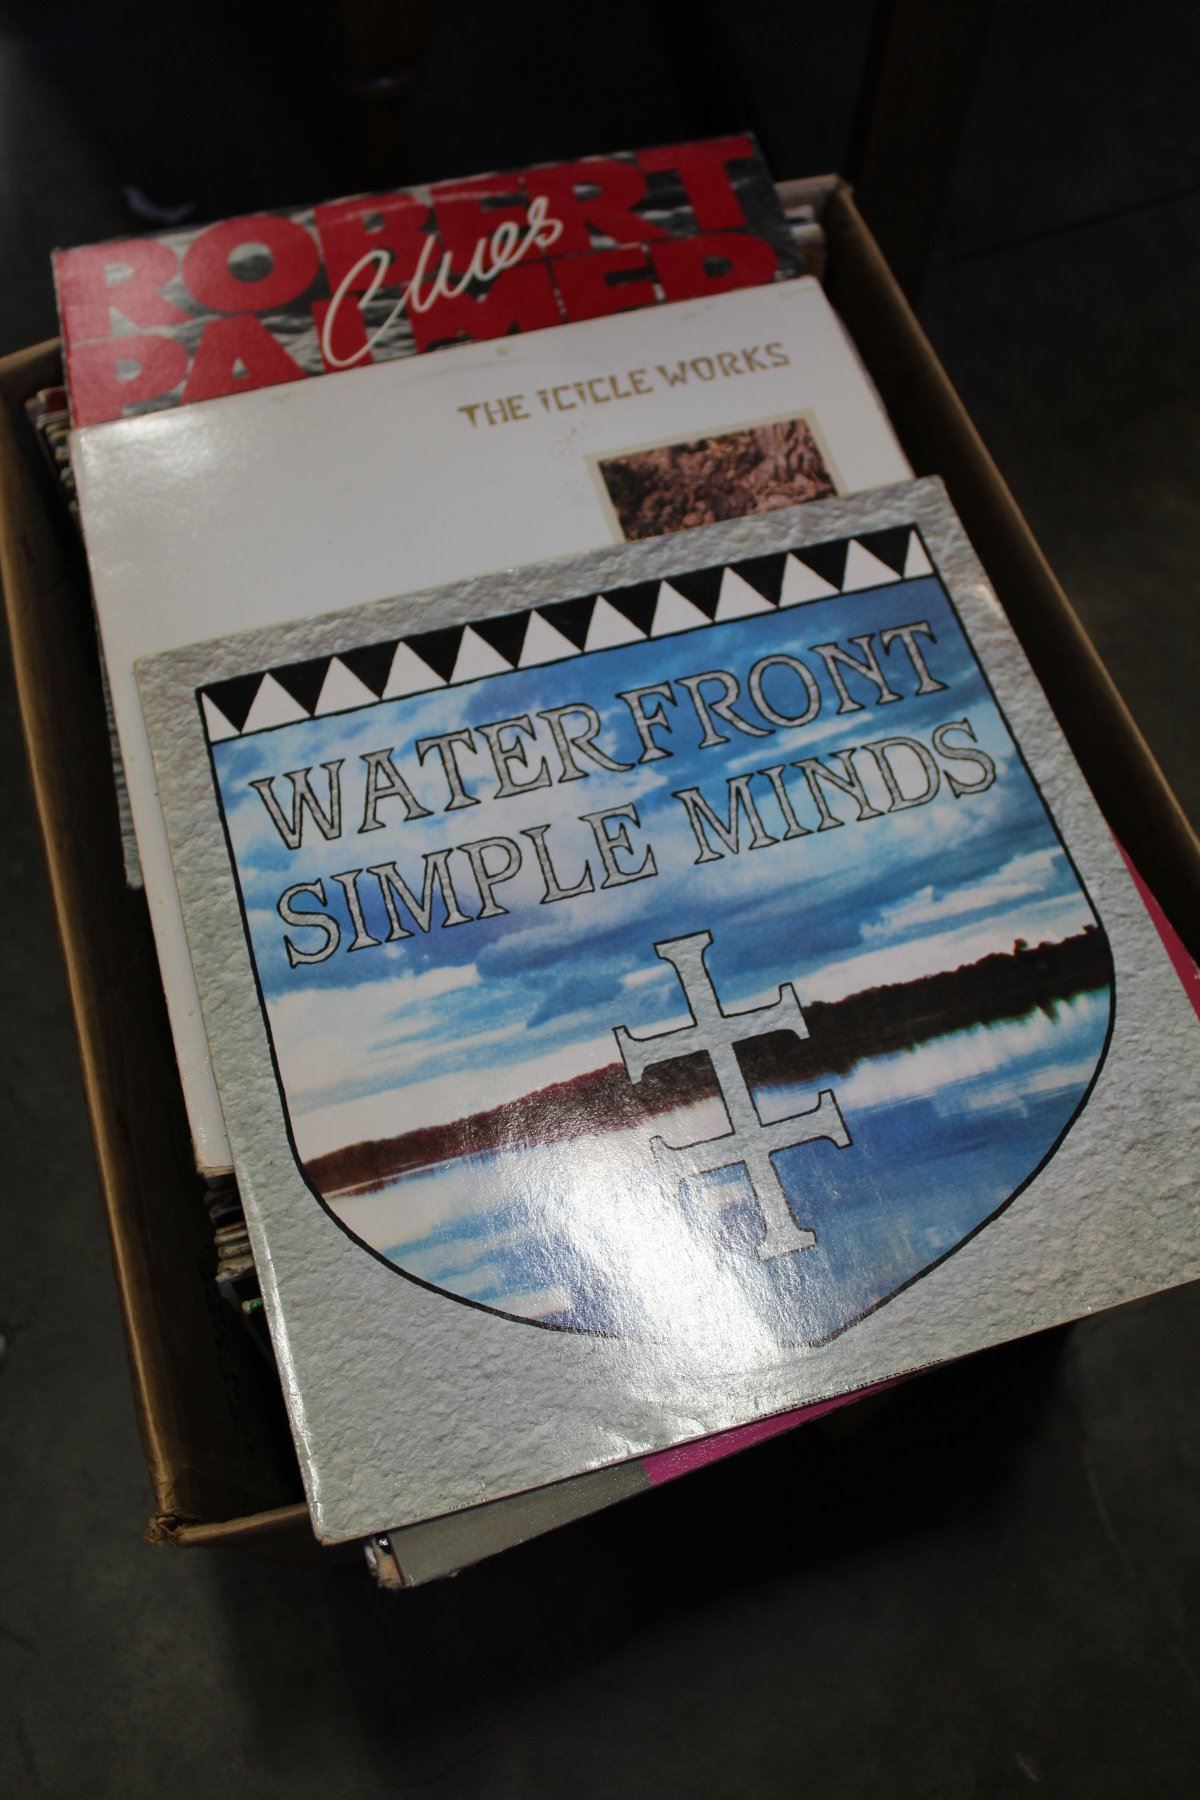 ROBERT
Clues
PALMER
THE iCiCLE WORKS
WATERFRONT
SIMPLE MINDS